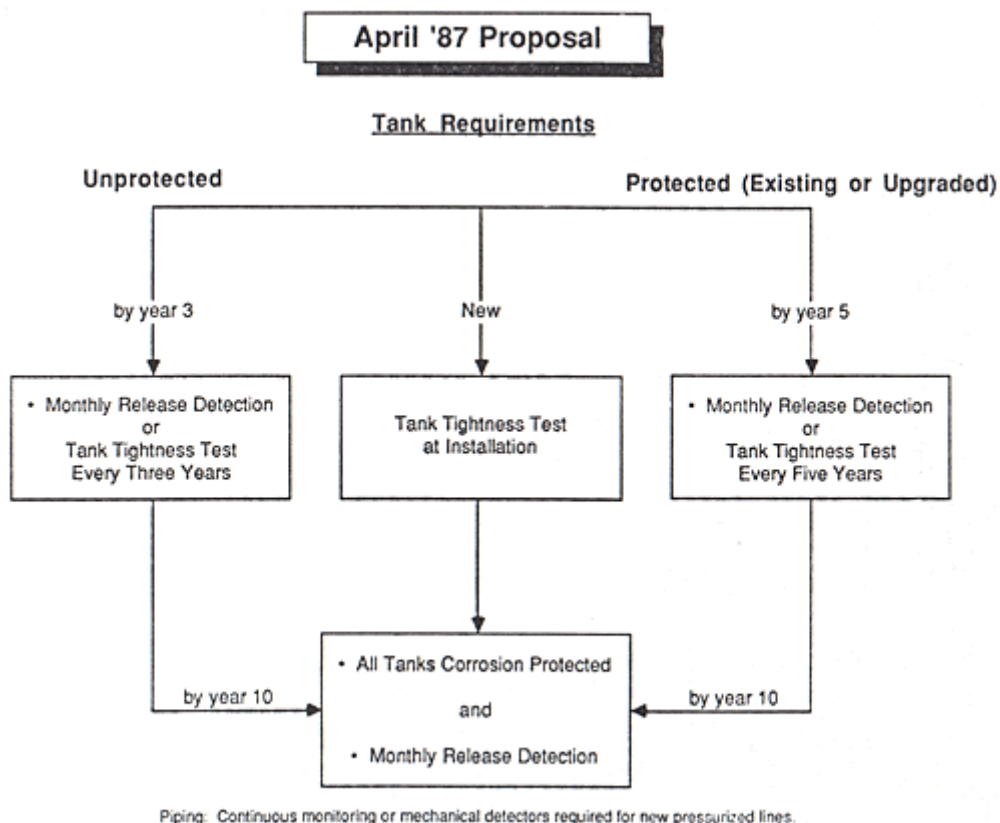 April '87 Proposal
Tank Requirements
Unprotected
Protected (Existing or Upgraded)
by year 3
New
by year 5
• Monthly Release Detection
or
Tank Tightness Test
Every Three Years
Tank Tightness Test
at Installation
• Monthly Release Detection
or
Tank Tightness Test
Every Five Years
• All Tanks Corrosion Protected
and
• Monthly Release Detection
by year 10
by year 10
Piping: Continuous monitoring or mechanical detectors required for new pressurized lines.